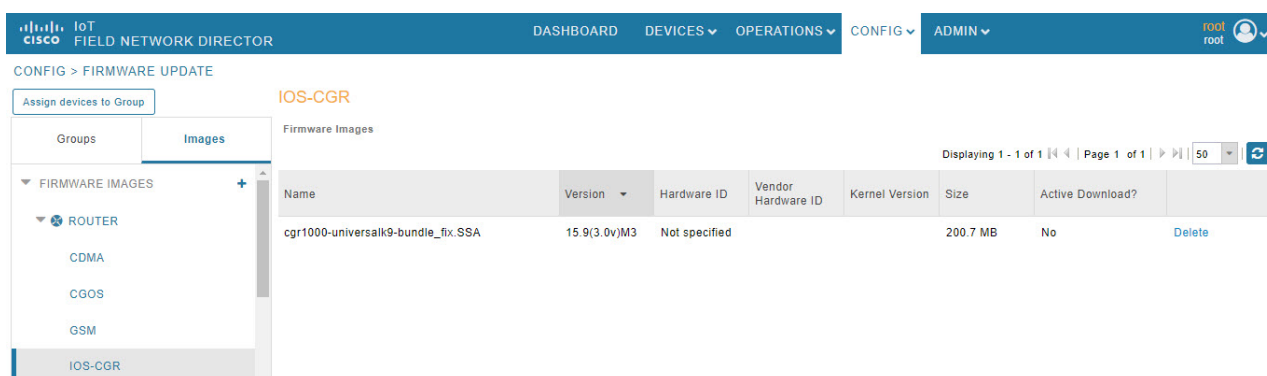 IoT
CISCO FIELD NETWORK DIRECTOR
DASHBOARD DEVICES OPERATIONS CONFIG ADMIN
root
root
CONFIG > FIRMWARE UPDATE
Assign devices to Group
Groups Images
FIRMWARE IMAGES +
ROUTER
CDMA
CGOS
GSM
IOS-CGR
IOS-CGR
Firmware Images
Displaying 1 - 1 of 1 | Page 1 of 1 | 50
Name Version Hardware ID Vendor Hardware ID Kernel Version Size Active Download?
cgr1000-universalk9-bundle_fix.SSA 15.9(3.0v)M3 Not specified 200.7 MB No Delete